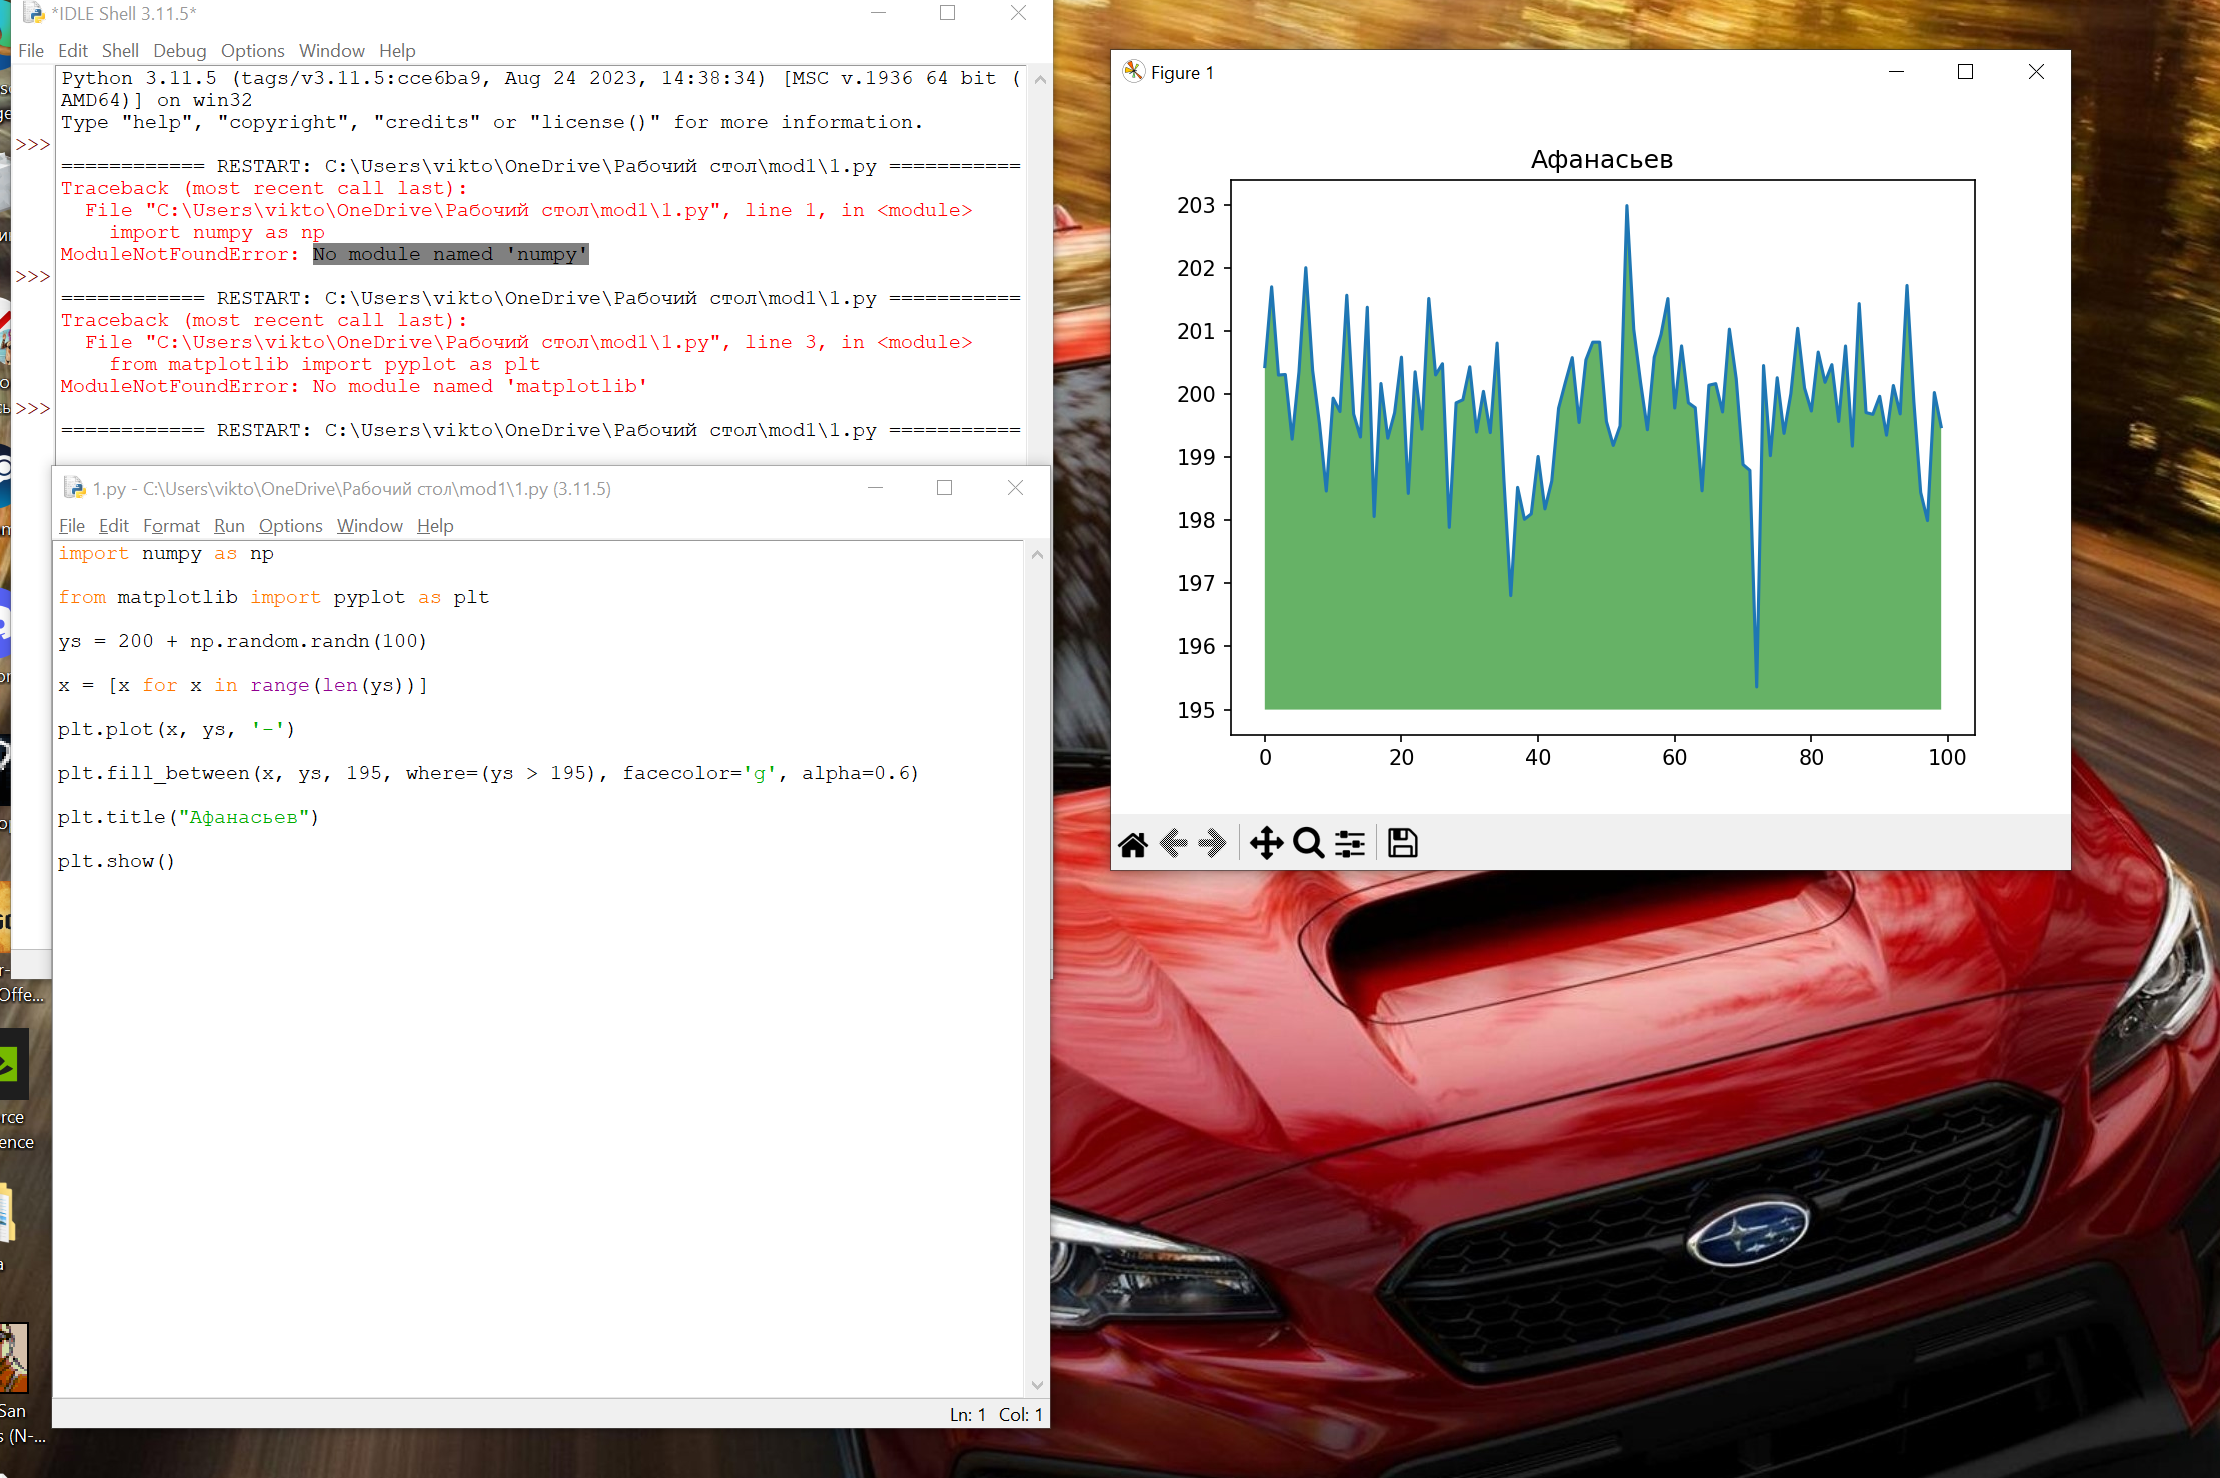 *IDLE Shell 3.11.5*
File Edit Shell Debug Options Window Help
Python 3.11.5 (tags/v3.11.5:cce6ba9, Aug 24 2023, 14:38:34) [MSC v.1936 64 bit (
AMD64)] on win32
Type "help", "copyright", "credits" or "license()" for more information.
>>>
============ RESTART: C:\Users\vikto\OneDrive\Рабочий стол\mod1\1.py ===========
Traceback (most recent call last):
File "C:\Users\vikto\OneDrive\Рабочий стол\mod1\1.py", line 1, in <module>
import numpy as np
ModuleNotFoundError: No module named 'numpy'
>>>
============ RESTART: C:\Users\vikto\OneDrive\Рабочий стол\mod1\1.py ===========
Traceback (most recent call last):
File "C:\Users\vikto\OneDrive\Рабочий стол\mod1\1.py", line 3, in <module>
from matplotlib import pyplot as plt
ModuleNotFoundError: No module named 'matplotlib'
>>>
============ RESTART: C:\Users\vikto\OneDrive\Рабочий стол\mod1\1.py ===========
1.py - C:\Users\vikto\OneDrive\Рабочий стол\mod1\1.py (3.11.5)
File Edit Format Run Options Window Help
import numpy as np
from matplotlib import pyplot as plt
ys = 200 + np.random.randn(100)
x = [x for x in range(len(ys))]
plt.plot(x, ys, '-')
plt.fill_between(x, ys, 195, where=(ys > 195), facecolor='g', alpha=0.6)
plt.title("Афанасьев")
plt.show()
Ln: 1 Col: 1
Figure 1
Афанасьев
203
202
201
200
199
198
197
196
195
0 20 40 60 80 100
Offe...
rce
ence
San
s (N-...